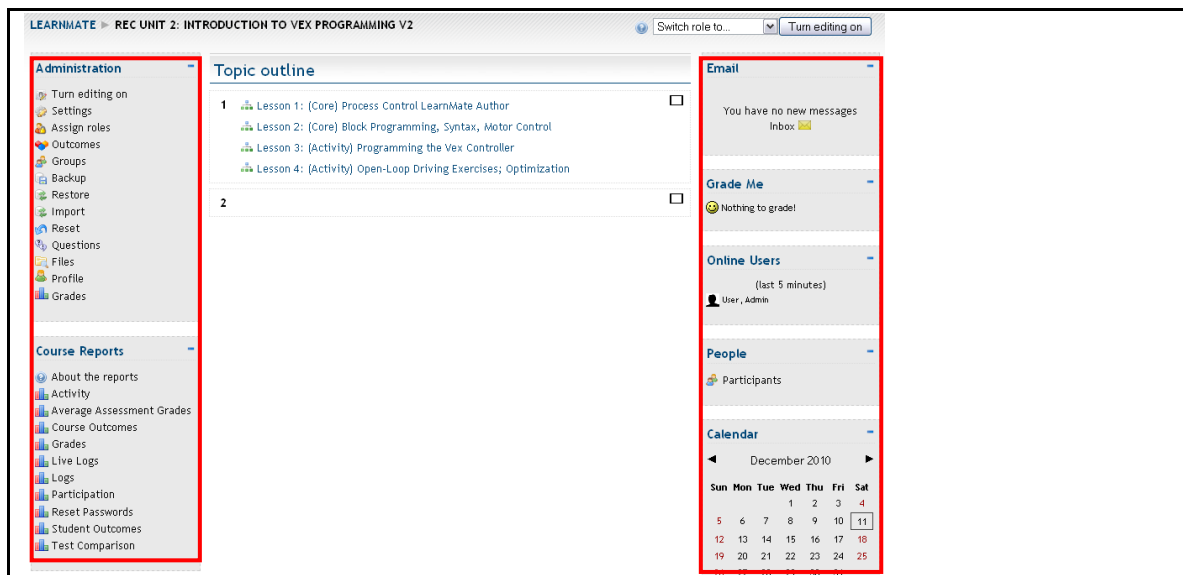 LEARNMATE ► REC UNIT 2: INTRODUCTION TO VEX PROGRAMMING V2
Switch role to...
Turn editing on
Administration
Turn editing on
Settings
Assign roles
Outcomes
Groups
Backup
Restore
Import
Reset
Questions
Files
Profile
Grades
Course Reports
About the reports
Activity
Average Assessment Grades
Course Outcomes
Grades
Live Logs
Logs
Participation
Reset Passwords
Student Outcomes
Test Comparison
Topic outline
1 Lesson 1: (Core) Process Control LearnMate Author
Lesson 2: (Core) Block Programming, Syntax, Motor Control
Lesson 3: (Activity) Programming the Vex Controller
Lesson 4: (Activity) Open-Loop Driving Exercises; Optimization
2
Email
You have no new messages
Inbox
Grade Me
Nothing to grade!
Online Users
(last 5 minutes)
User, Admin
People
Participants
Calendar
◄ December 2010 ►
Sun Mon Tue Wed Thu Fri Sat
1 2 3 4
5 6 7 8 9 10 11
12 13 14 15 16 17 18
19 20 21 22 23 24 25